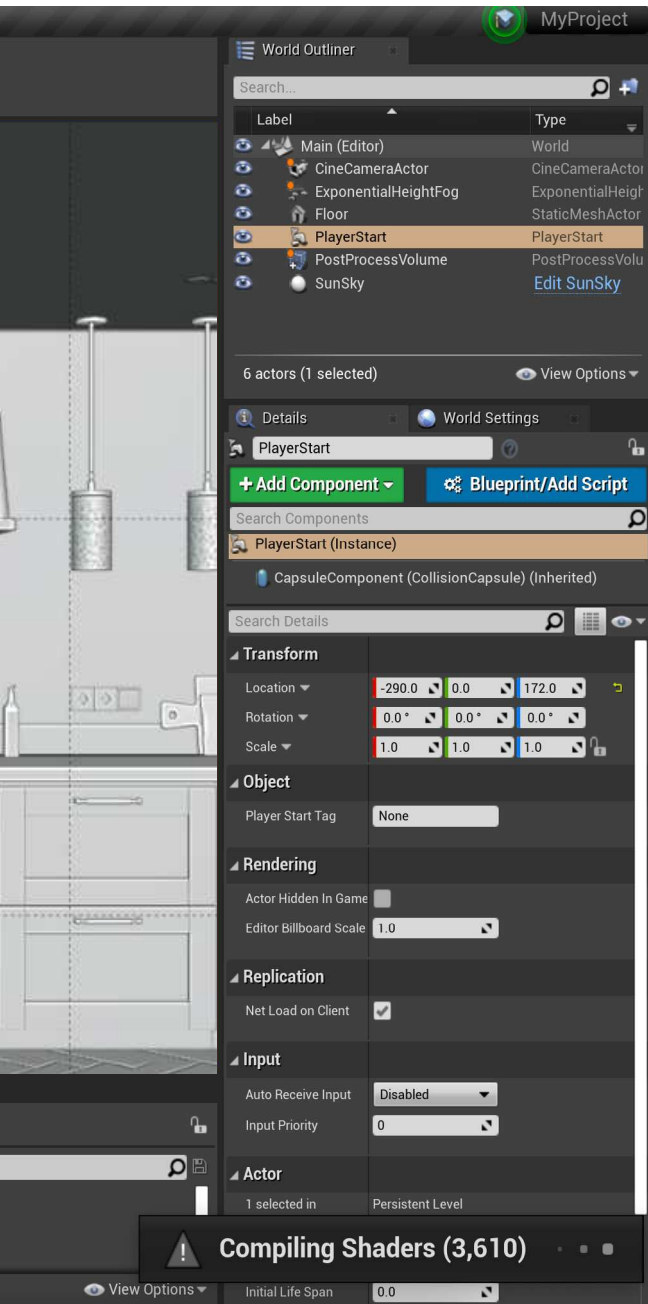 MyProject
World Outliner
Search...
Label Type
Main (Editor) World
CineCameraActor CineCameraActor
ExponentialHeightFog ExponentialHeigh
Floor StaticMeshActor
PlayerStart PlayerStart
PostProcessVolume PostProcessVolu
SunSky Edit SunSky
6 actors (1 selected) View Options
Details World Settings
PlayerStart
+ Add Component Blueprint/Add Script
Search Components
PlayerStart (Instance)
CapsuleComponent (CollisionCapsule) (Inherited)
Search Details
Transform
Location -290.0 0.0 172.0
Rotation 0.0° 0.0° 0.0°
Scale 1.0 1.0 1.0
Object
Player Start Tag None
Rendering
Actor Hidden In Game
Editor Billboard Scale 1.0
Replication
Net Load on Client
Input
Auto Receive Input Disabled
Input Priority 0
Actor
1 selected in Persistent Level
Compiling Shaders (3,610)
View Options
Initial Life Span 0.0